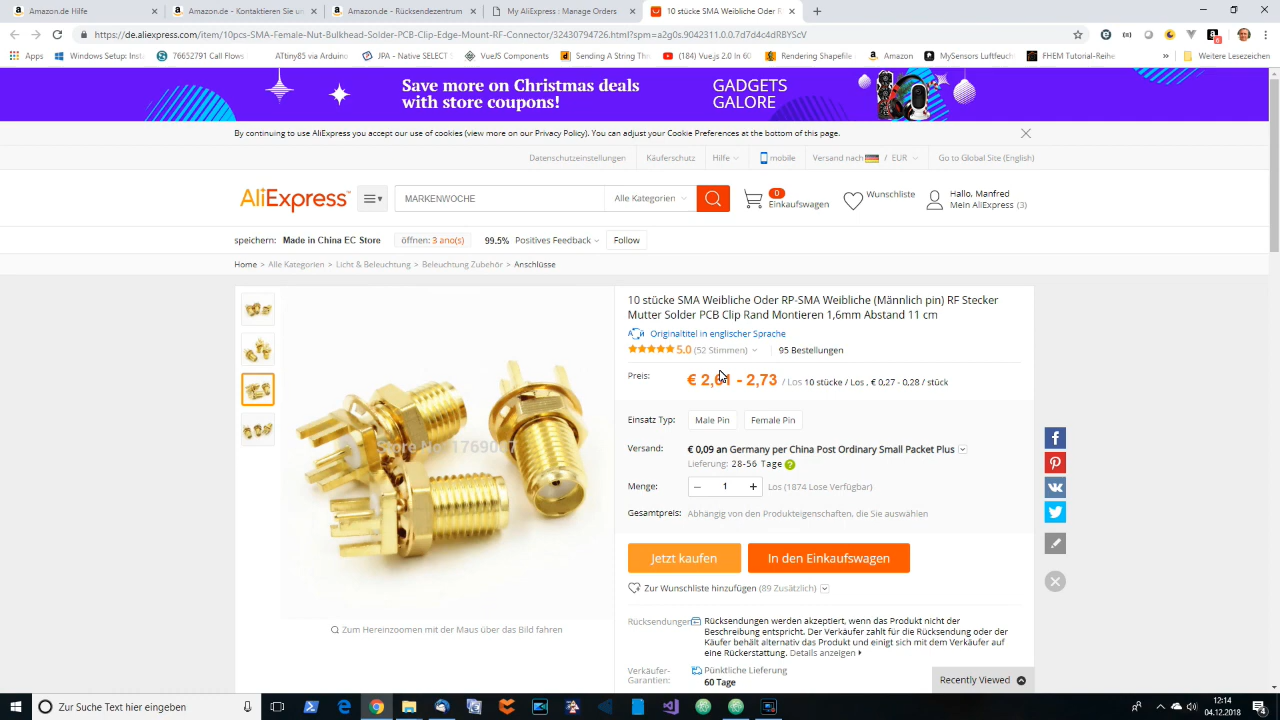 Amazon.de Hilfe
Amazon.de - Kontaktieren Sie un
Amazon.de - Rücksendezentrum
My AliExpress : Manage Orders
10 stücke SMA Weibliche Oder R
https://de.aliexpress.com/item/10pcs-SMA-Female-Nut-Bulkhead-Solder-PCB-Clip-Edge-Mount-RF-Connector/32430794726.html?spm=a2g0s.9042311.0.0.7d7d4c4dR8YScV
Apps
Windows Setup: Insta
76652791 Call Flows
ATtiny85 via Arduino
JPA - Native SELECT S
VueJS Components
Sending A String Thr
(184) Vue.js 2.0 In 60
Rendering Shapefile
Amazon
MySensors Luftfeuch
FHEM Tutorial-Reihe
»
Weitere Lesezeichen
Save more on Christmas deals
with store coupons!
GADGETS
GALORE
By continuing to use AliExpress you accept our use of cookies (view more on our Privacy Policy). You can adjust your Cookie Preferences at the bottom of this page.
Datenschutzeinstellungen
Käuferschutz
Hilfe
mobile
Versand nach / EUR
Go to Global Site (English)
AliExpress™
MARKENWOCHE
Alle Kategorien
0
Einkaufswagen
Wunschliste
Hallo, Manfred
Mein AliExpress (3)
speichern: Made in China EC Store
öffnen: 3 ano(s)
99.5% Positives Feedback
Follow
Home > Alle Kategorien > Licht & Beleuchtung > Beleuchtung Zubehör > Anschlüsse
10 stücke SMA Weibliche Oder RP-SMA Weibliche (Männlich pin) RF Stecker
Mutter Solder PCB Clip Rand Montieren 1,6mm Abstand 11 cm
Originaltitel in englischer Sprache
5.0 (52 Stimmen)
95 Bestellungen
Preis:
€ 2,61 - 2,73 / Los 10 stücke / Los , € 0,27 - 0,28 / stück
Einsatz Typ:
Male Pin
Female Pin
Versand:
€ 0,09 an Germany per China Post Ordinary Small Packet Plus
Lieferung: 28-56 Tage
Menge:
− 1 +
Los (1874 Lose Verfügbar)
Gesamtpreis:
Abhängig von den Produkteigenschaften, die Sie auswählen
Jetzt kaufen
In den Einkaufswagen
Zur Wunschliste hinzufügen (89 Zusätzlich)
Zum Hereinzoomen mit der Maus über das Bild fahren
Rücksendungen
Rücksendungen werden akzeptiert, wenn das Produkt nicht der
Beschreibung entspricht. Der Verkäufer zahlt für die Rücksendung oder der
Käufer behält alternativ das Produkt und einigt sich mit dem Verkäufer auf
eine Rückerstattung. Details anzeigen
Verkäufer-
Garantien:
Pünktliche Lieferung
60 Tage
Recently Viewed
Zur Suche Text hier eingeben
12:14
04.12.2018